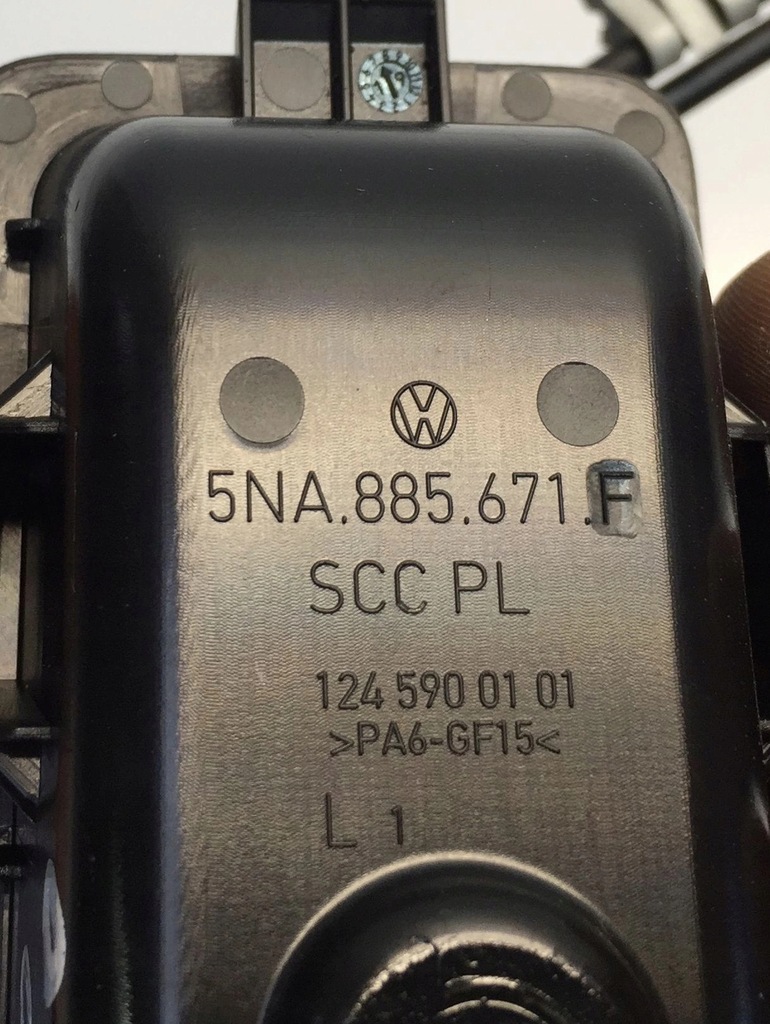 5NA.885.671.F
SCC PL
124 590 01 01
>PA6-GF15<
L 1